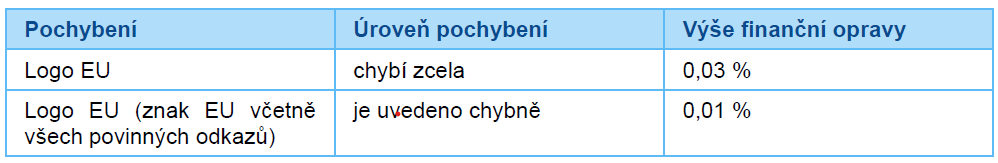 Pochybení Úroveň pochybení Výše finanční opravy
Logo EU chybí zcela 0,03 %
Logo EU (znak EU včetně je uvedeno chybně 0,01 %
všech povinných odkazů)